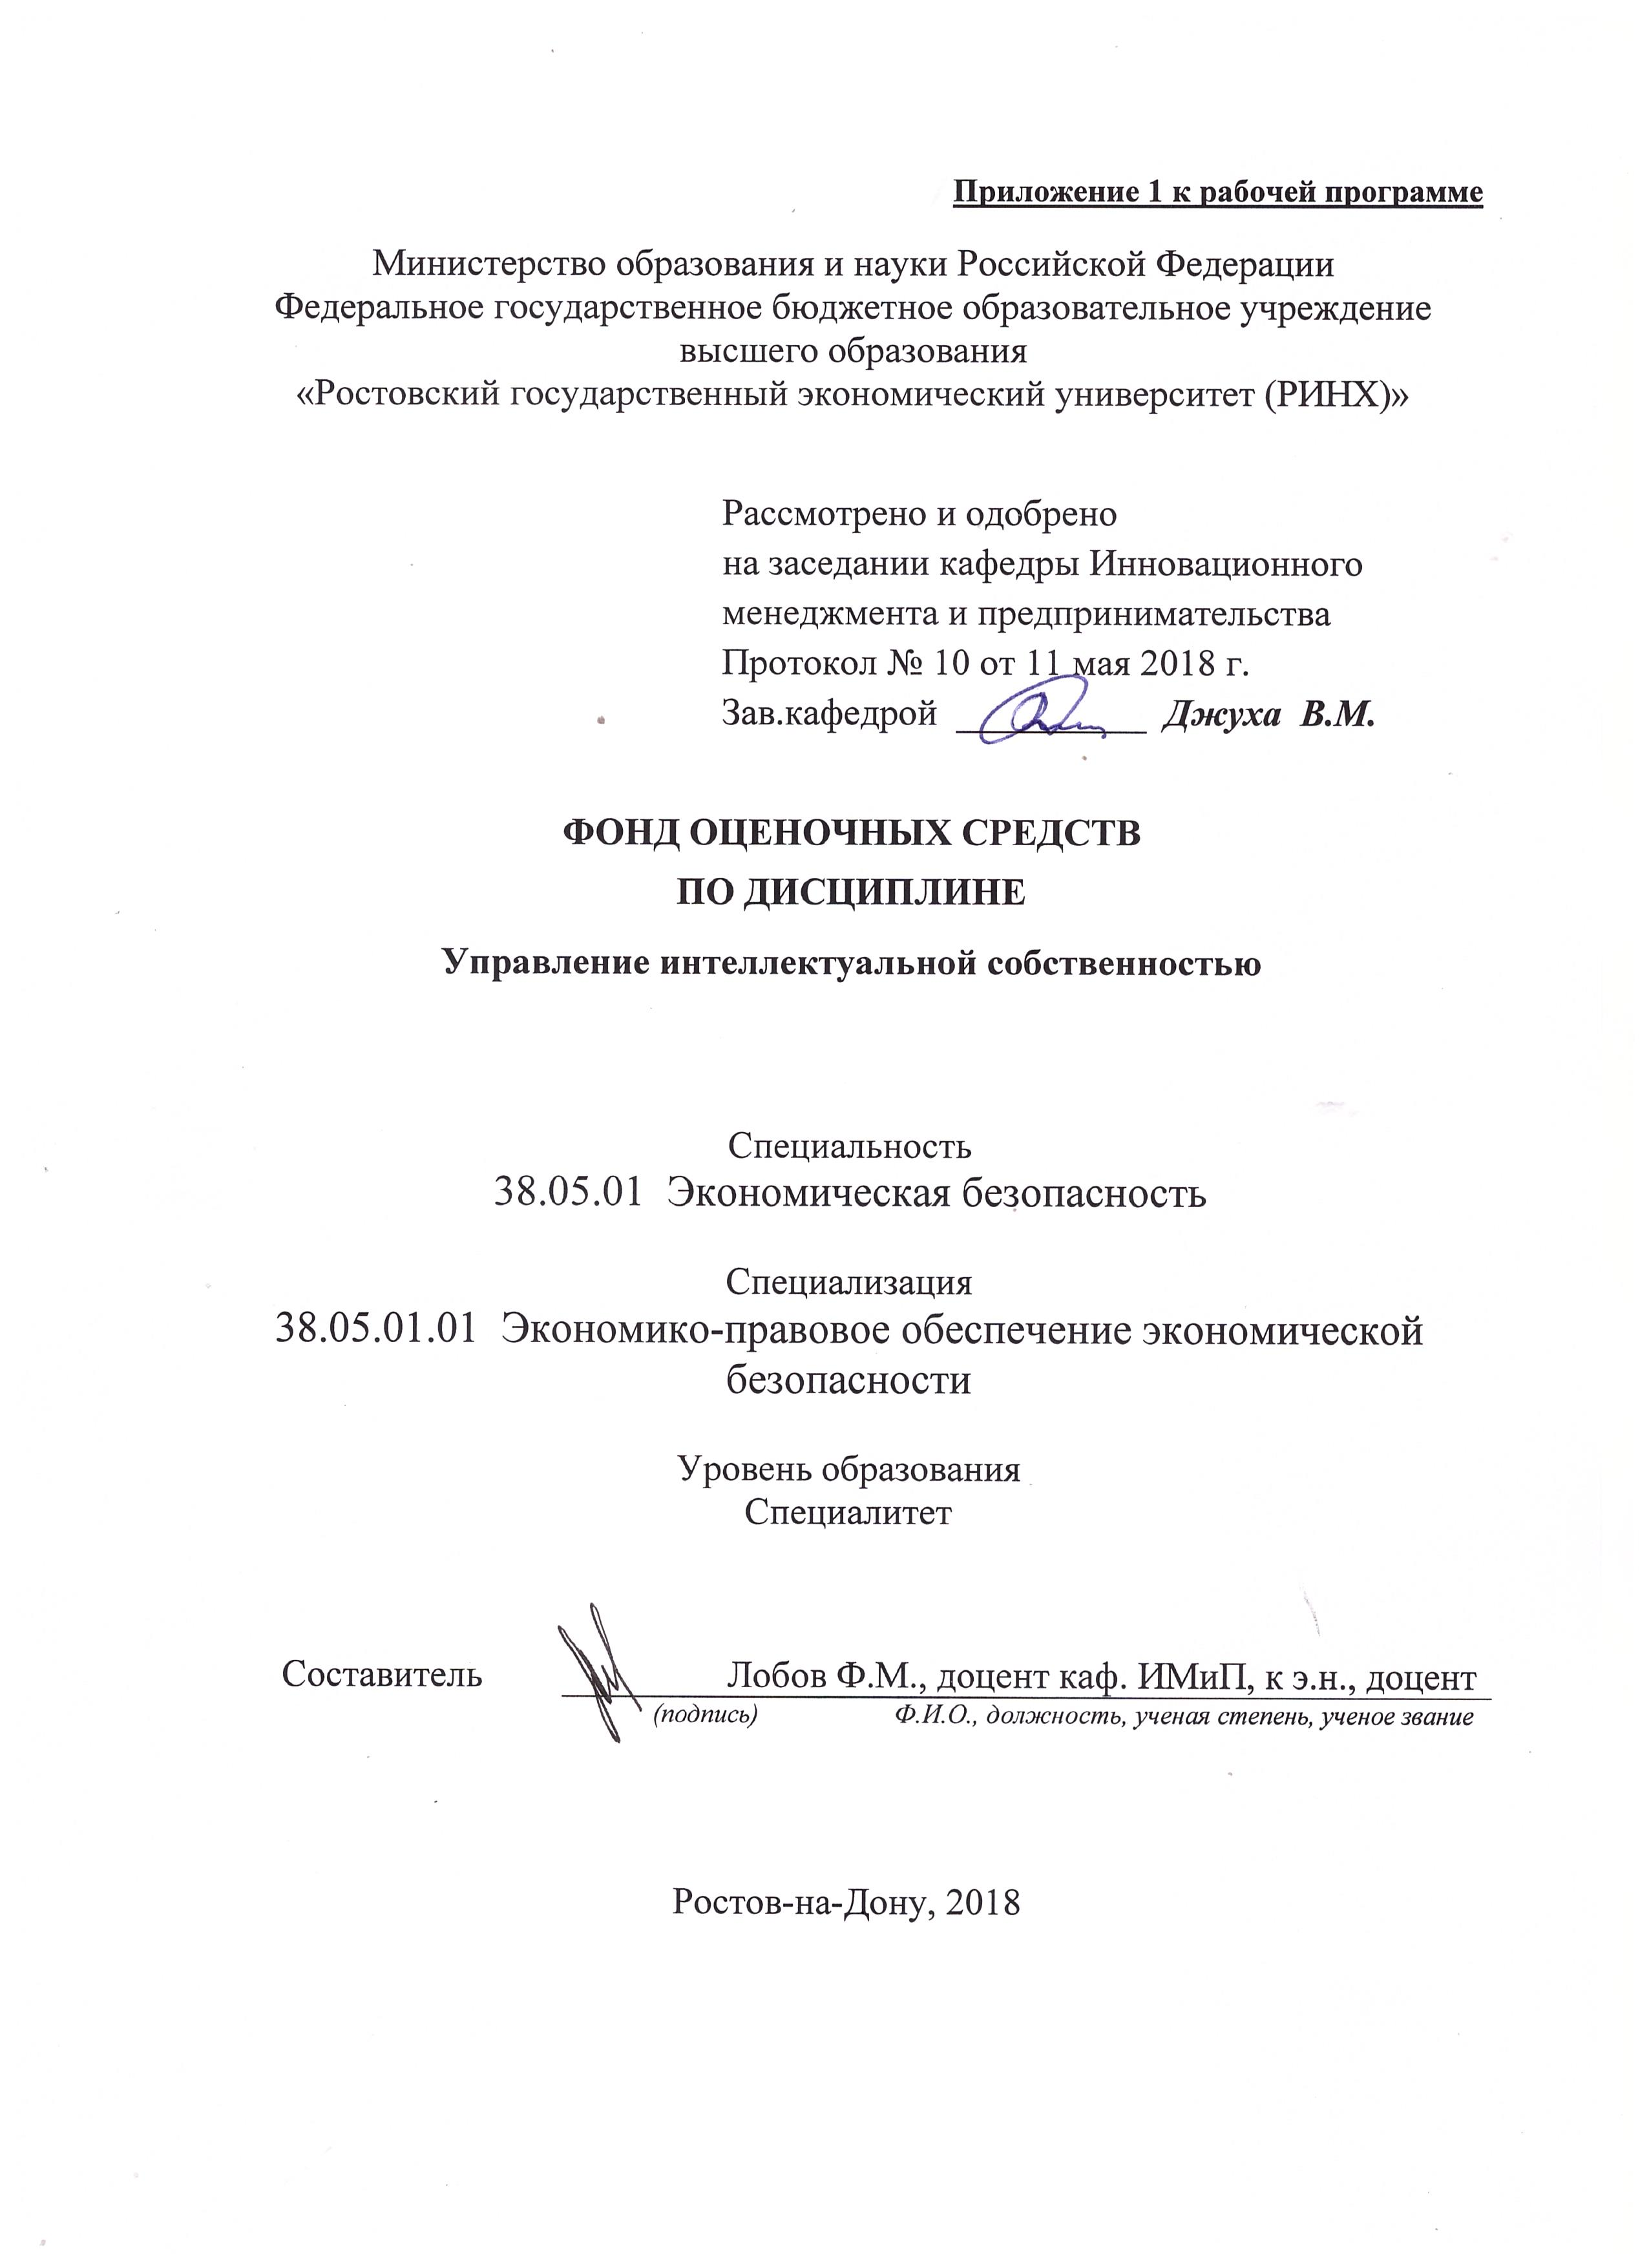 Приложение 1 к рабочей программе
Министерство образования и науки Российской Федерации
Федеральное государственное бюджетное образовательное учреждение
высшего образования
«Ростовский государственный экономический университет (РИНХ)»
Рассмотрено и одобрено
на заседании кафедры Инновационного
менеджмента и предпринимательства
Протокол № 10 от 11 мая 2018 г.
Зав.кафедрой Джуха В.М.
ФОНД ОЦЕНОЧНЫХ СРЕДСТВ
ПО ДИСЦИПЛИНЕ
Управление интеллектуальной собственностью
Специальность
38.05.01 Экономическая безопасность
Специализация
38.05.01.01 Экономико-правовое обеспечение экономической
безопасности
Уровень образования
Специалитет
Составитель Лобов Ф.М., доцент каф. ИМиП, к э.н., доцент
(подпись) Ф.И.О., должность, ученая степень, ученое звание
Ростов-на-Дону, 2018